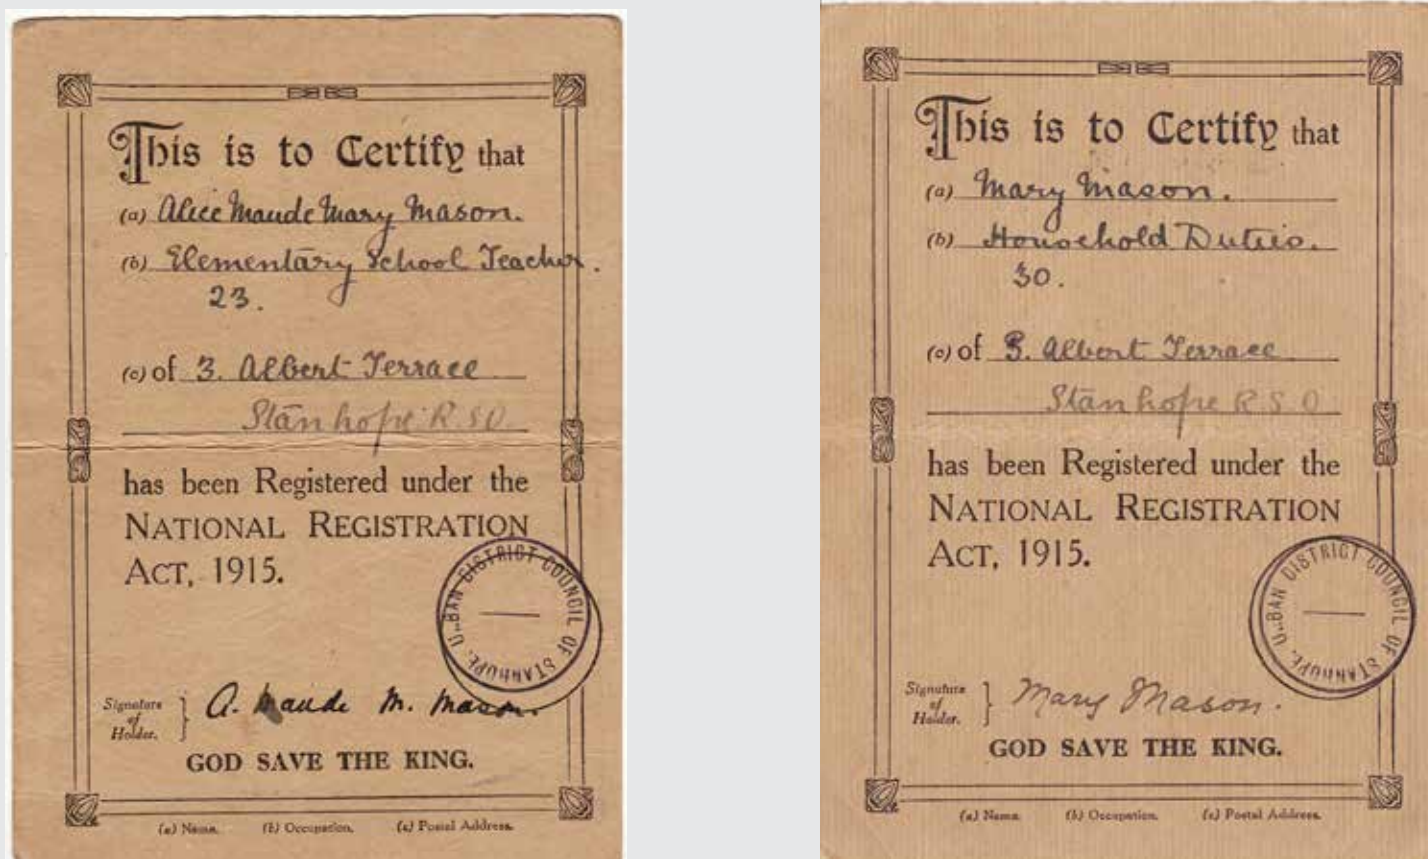 This is to Certify that
(a) Alice Maude Mary Mason.
(b) Elementary School Teacher.
23.
(c) of 3. Albert Terrace
Stanhope R.S.O.
has been Registered under the
NATIONAL REGISTRATION
ACT, 1915.
URBAN DISTRICT COUNCIL OF STANHOPE.
Signature
of
Holder.
A. Maude M. Mason.
GOD SAVE THE KING.
(a) Name. (b) Occupation. (c) Postal Address.
This is to Certify that
(a) Mary Mason.
(b) Household Duties.
30.
(c) of 3. Albert Terrace
Stanhope R S O
has been Registered under the
NATIONAL REGISTRATION
ACT, 1915.
URBAN DISTRICT COUNCIL OF STANHOPE.
Signature
of
Holder.
Mary Mason.
GOD SAVE THE KING.
(a) Name. (b) Occupation. (c) Postal Address.